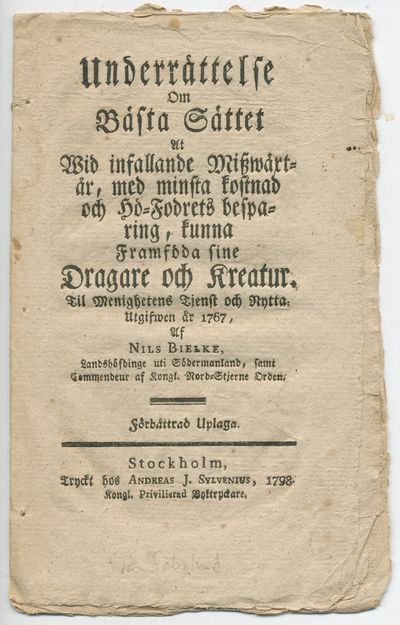 Underrättelse
Om
Bästa Sättet
At
Wid infallande Mißwäxt-
år, med minsta kostnad
och Hö-Fodrets bespa-
ring, kunna
Framföda sine
Dragare och Kreatur.
Til Menighetens Tjenst och Nytta,
Utgifwen år 1767,
Af
NILS BIELKE,
Landshöfdinge uti Södermanland, samt
Commendeur af Kongl. Nord-Stjerne Orden.
Förbättrad Uplaga.
Stockholm,
Tryckt hos ANDREAS J. SYLVENIUS, 1798.
Kongl. Privilierad Boktryckare.